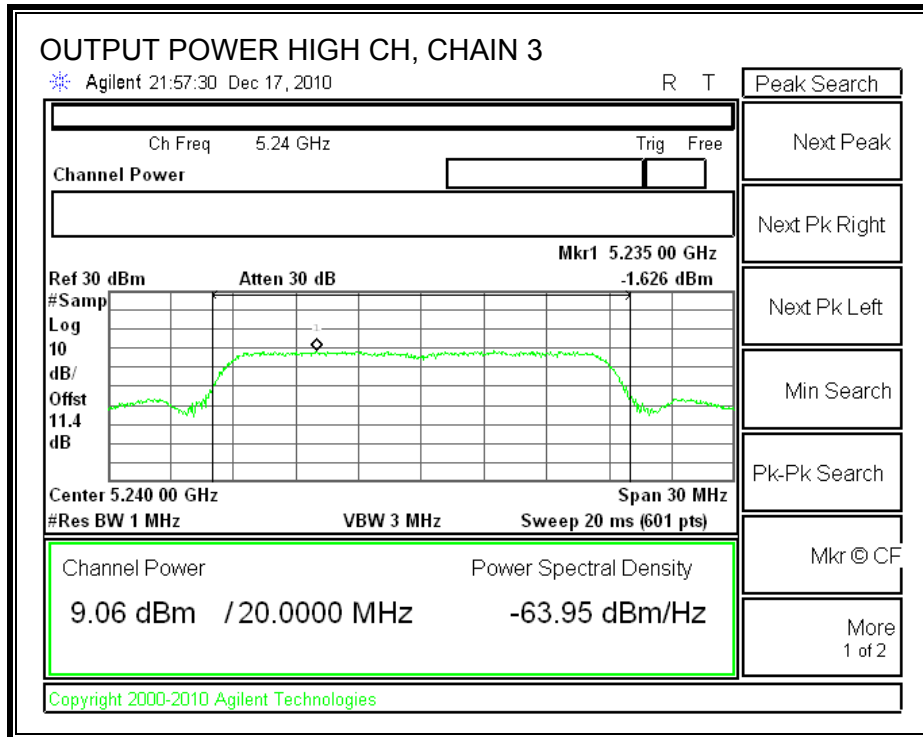 OUTPUT POWER HIGH CH, CHAIN 3
Agilent 21:57:30 Dec 17, 2010 R T
Peak Search
Ch Freq 5.24 GHz Trig Free
Channel Power
Next Peak
Next Pk Right
Mkr1 5.235 00 GHz
Ref 30 dBm Atten 30 dB -1.626 dBm
#Samp
Log
10
dB/
Offst
11.4
dB
1
Next Pk Left
Min Search
Pk-Pk Search
Center 5.240 00 GHz Span 30 MHz
#Res BW 1 MHz VBW 3 MHz Sweep 20 ms (601 pts)
Channel Power Power Spectral Density
9.06 dBm / 20.0000 MHz -63.95 dBm/Hz
Mkr © CF
More
1 of 2
Copyright 2000-2010 Agilent Technologies